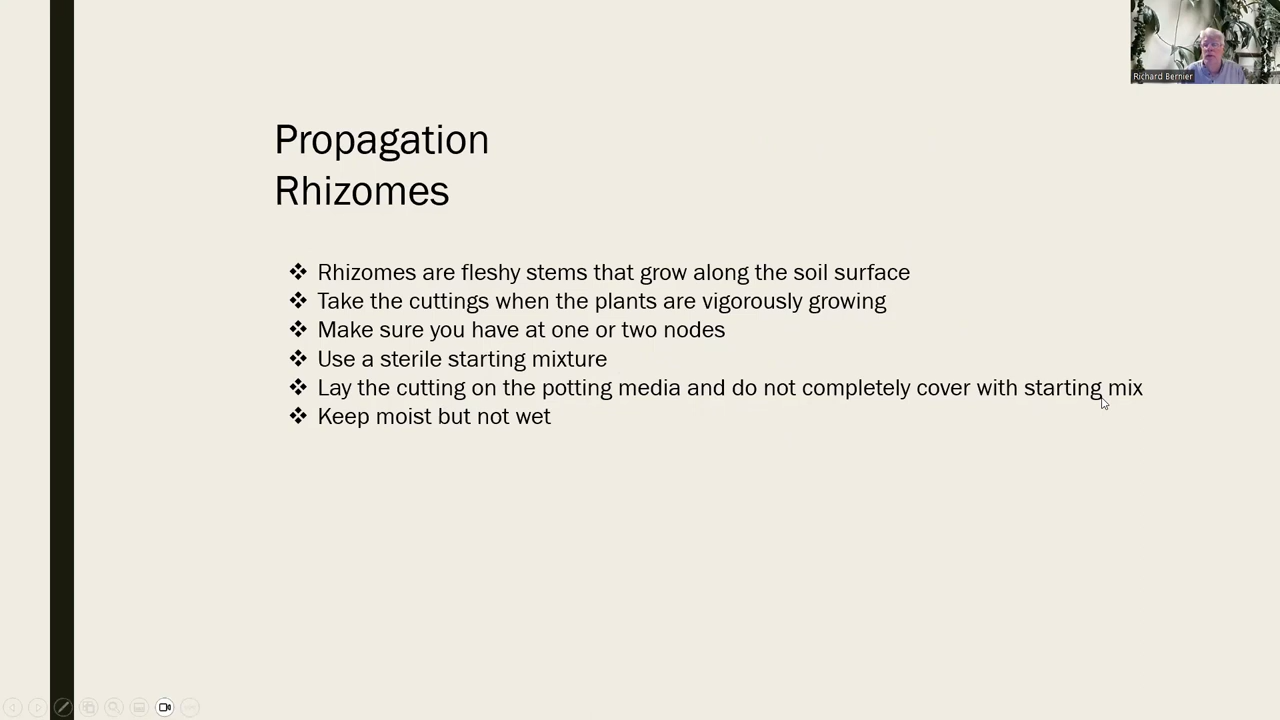 Richard Bernier
Propagation
Rhizomes
❖ Rhizomes are fleshy stems that grow along the soil surface
❖ Take the cuttings when the plants are vigorously growing
❖ Make sure you have at one or two nodes
❖ Use a sterile starting mixture
❖ Lay the cutting on the potting media and do not completely cover with starting mix
❖ Keep moist but not wet